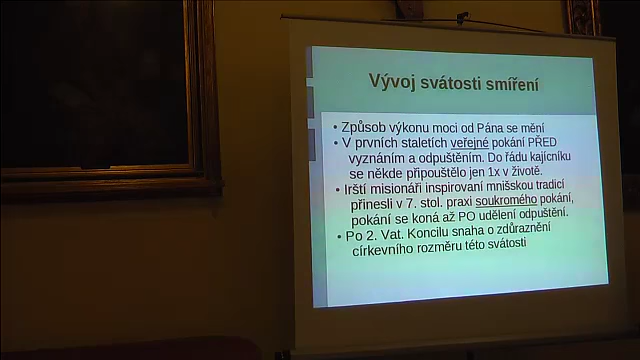 Vývoj svátosti smíření
• Způsob výkonu moci od Pána se mění
• V prvních staletích veřejné pokání PŘED
vyznáním a odpuštěním. Do řádu kajícníku
se někde připouštělo jen 1x v životě.
• Irští misionáři inspirovaní mnišskou tradicí
přinesli v 7. stol. praxi soukromého pokání,
pokání se koná až PO udělení odpuštění.
• Po 2. Vat. Koncilu snaha o zdůraznění
církevního rozměru této svátosti